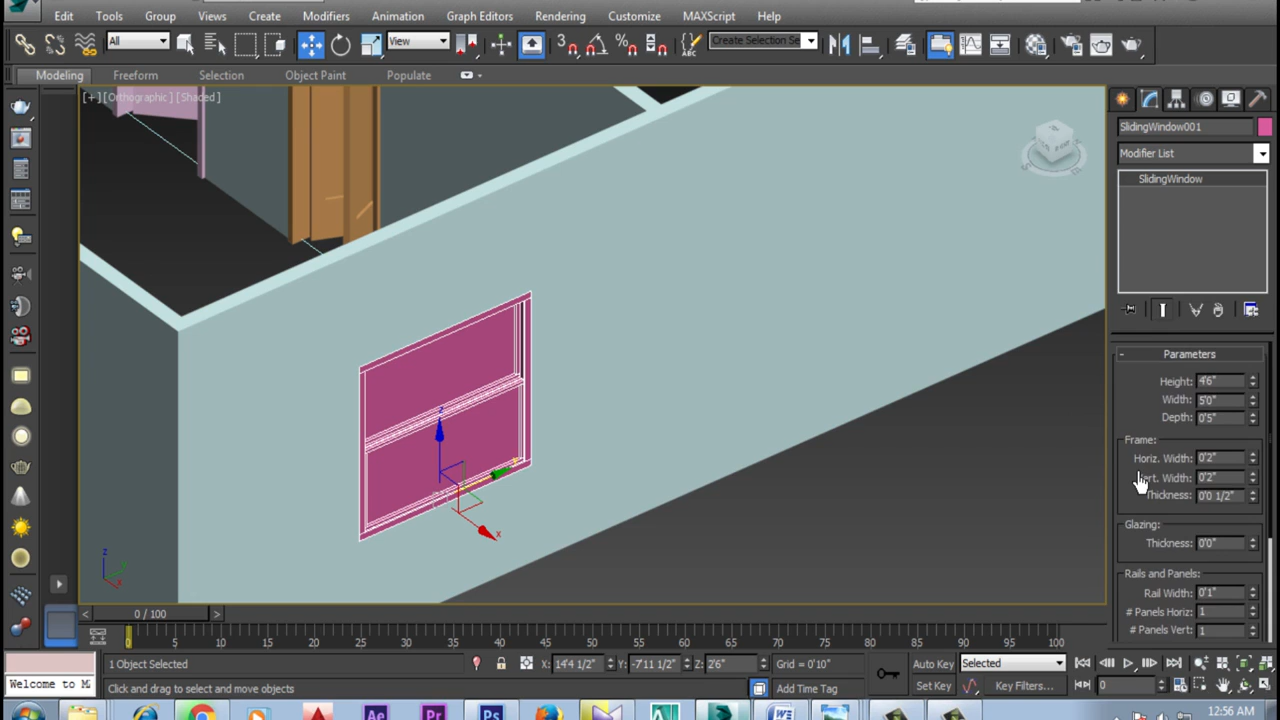 Edit Tools Group Views Create Modifiers Animation Graph Editors Rendering Customize MAXScript Help
All View ABC Create Selection Se
Modeling Freeform Selection Object Paint Populate
[+] [Orthographic ] [Shaded ]
SlidingWindow001
Modifier List
SlidingWindow
- Parameters
Height: 4'6"
Width: 5'0"
Depth: 0'5"
Frame:
Horiz. Width: 0'2"
ert. Width: 0'2"
Thickness: 0'0 1/2"
Glazing:
Thickness: 0'0"
Rails and Panels:
Rail Width: 0'1"
# Panels Horiz: 1
# Panels Vert: 1
z
x
z
x
< 0 / 100 >
0 5 10 15 20 25 30 35 40 45 50 55 60 65 70 75 80 85 90 95 100
1 Object Selected X: 14'4 1/2" Y: -7'11 1/2" Z: 2'6" Grid = 0'10" Auto Key Selected
Welcome to M Click and drag to select and move objects Add Time Tag Set Key Key Filters... 0
Ae Pr Ps W 12:56 AM